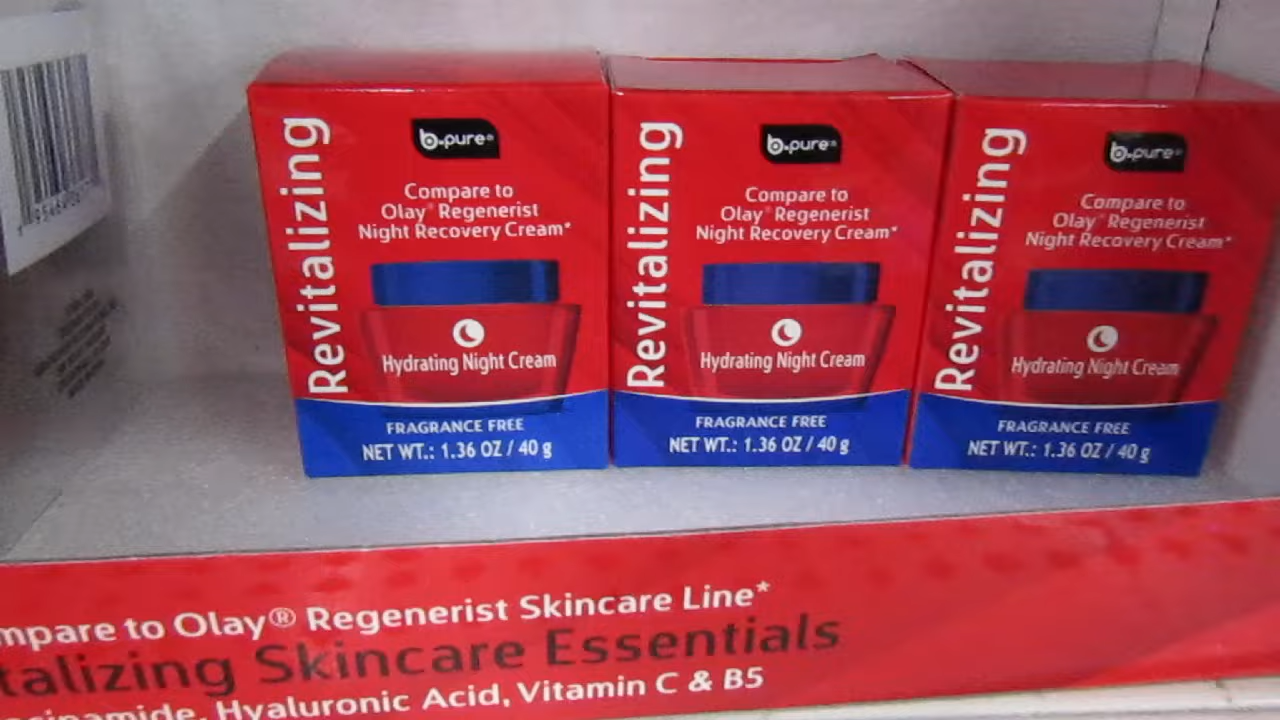 Revitalizing
b.pure®
Compare to
Olay® Regenerist
Night Recovery Cream*
Hydrating Night Cream
FRAGRANCE FREE
NET WT.: 1.36 OZ / 40 g
Revitalizing
b.pure®
Compare to
Olay® Regenerist
Night Recovery Cream*
Hydrating Night Cream
FRAGRANCE FREE
NET WT.: 1.36 OZ / 40 g
Revitalizing
b.pure®
Compare to
Olay® Regenerist
Night Recovery Cream*
Hydrating Night Cream
FRAGRANCE FREE
NET WT.: 1.36 OZ / 40 g
mpare to Olay® Regenerist Skincare Line*
talizing Skincare Essentials
acinamide, Hyaluronic Acid, Vitamin C & B5